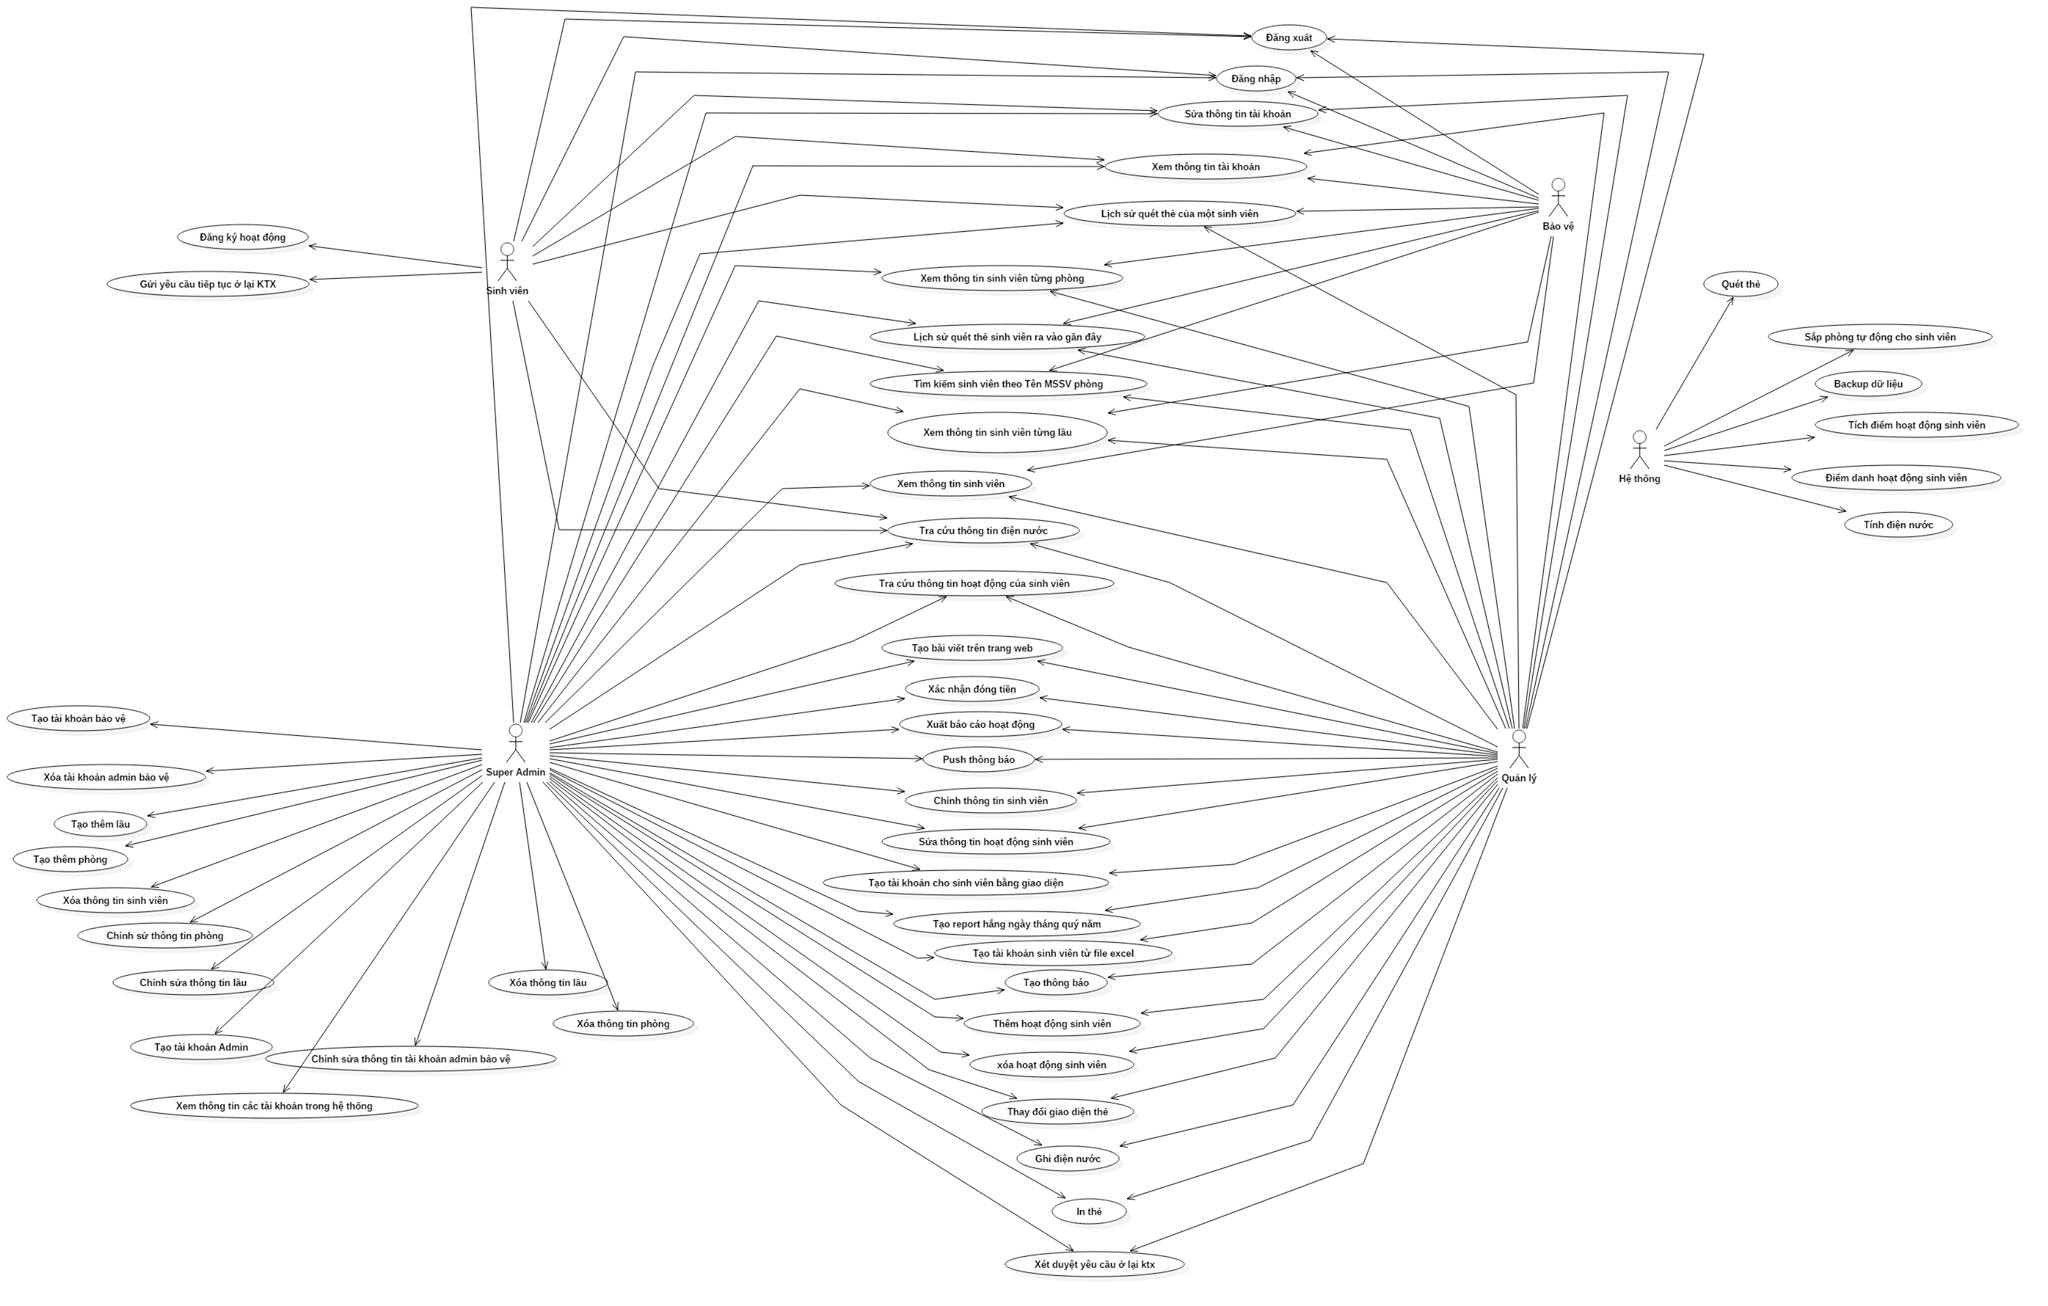 Đăng xuất
Đăng nhập
Sửa thông tin tài khoản
Xem thông tin tài khoản
Lịch sử quét thẻ của một sinh viên
Bảo vệ
Đăng ký hoạt động
Sinh viên
Gửi yêu cầu tiếp tục ở lại KTX
Xem thông tin sinh viên từng phòng
Quét thẻ
Lịch sử quét thẻ sinh viên ra vào gần đây
Sắp phòng tự động cho sinh viên
Tìm kiếm sinh viên theo Tên MSSV phòng
Backup dữ liệu
Xem thông tin sinh viên từng lầu
Tích điểm hoạt động sinh viên
Hệ thống
Điểm danh hoạt động sinh viên
Xem thông tin sinh viên
Tính điện nước
Tra cứu thông tin điện nước
Tra cứu thông tin hoạt động của sinh viên
Tạo bài viết trên trang web
Xác nhận đóng tiền
Tạo tài khoản bảo vệ
Xuất báo cáo hoạt động
Push thông báo
Super Admin
Quản lý
Xóa tài khoản admin bảo vệ
Chỉnh thông tin sinh viên
Tạo thêm lầu
Sửa thông tin hoạt động sinh viên
Tạo thêm phòng
Tạo tài khoản cho sinh viên bằng giao diện
Xóa thông tin sinh viên
Tạo report hằng ngày tháng quý năm
Chỉnh sử thông tin phòng
Tạo tài khoản sinh viên từ file excel
Chỉnh sửa thông tin lầu
Xóa thông tin lầu
Tạo thông báo
Xóa thông tin phòng
Thêm hoạt động sinh viên
Tạo tài khoản Admin
Chỉnh sửa thông tin tài khoản admin bảo vệ
xóa hoạt động sinh viên
Xem thông tin các tài khoản trong hệ thống
Thay đổi giao diện thẻ
Ghi điện nước
In thẻ
Xét duyệt yêu cầu ở lại ktx